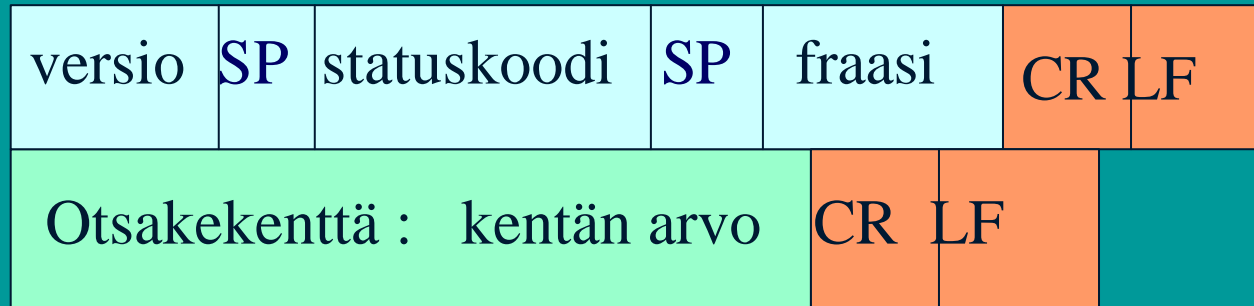 versio SP statuskoodi SP fraasi CR LF
Otsakekenttä : kentän arvo CR LF